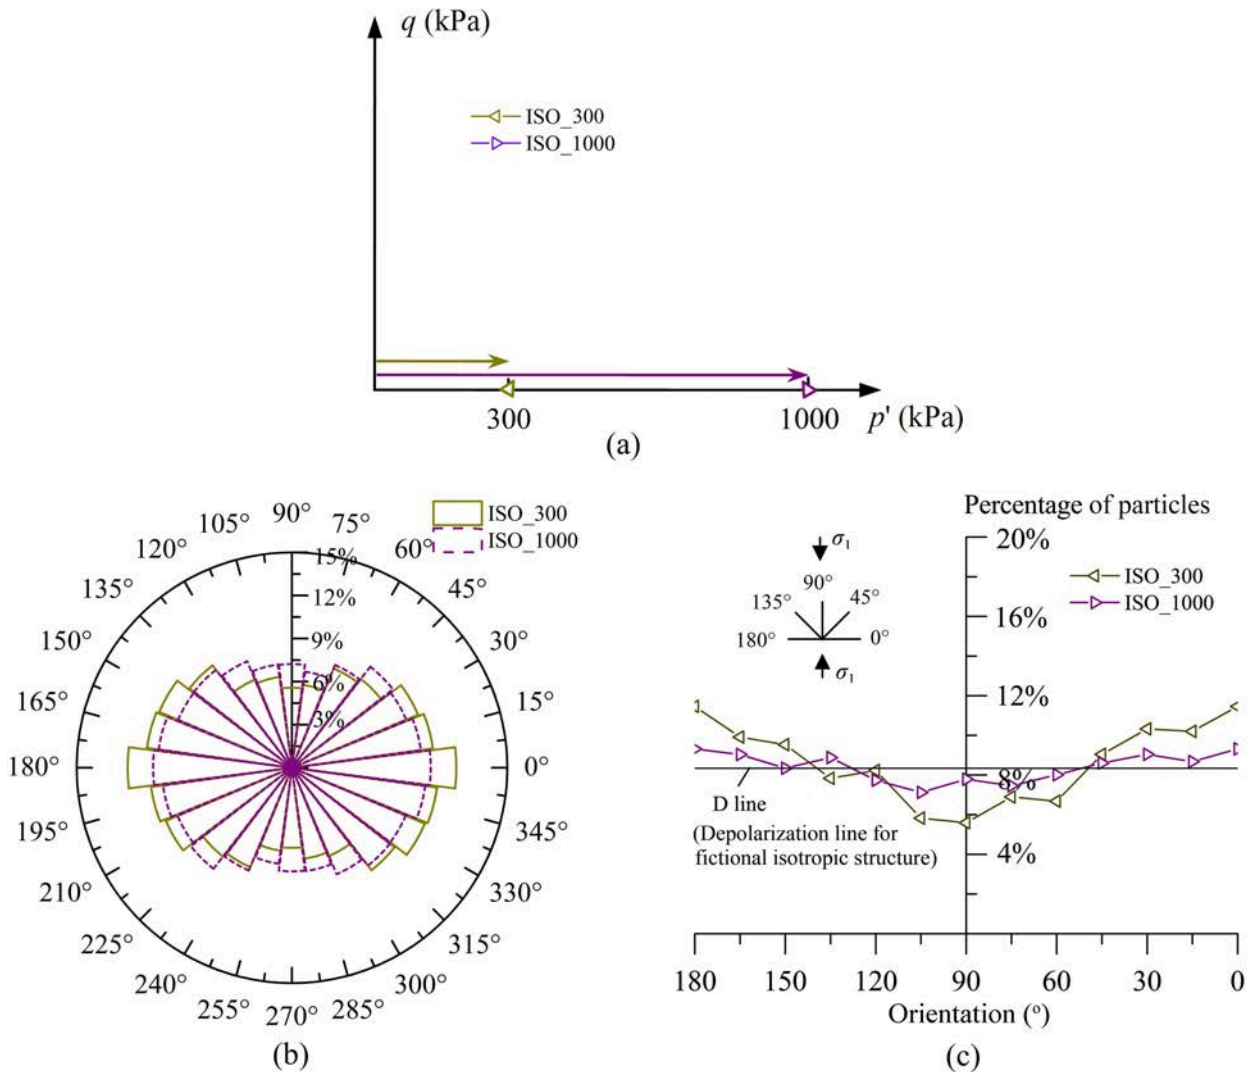 q (kPa)
ISO_300
ISO_1000
300
1000
p' (kPa)
(a)
ISO_300
ISO_1000
90°
75°
60°
45°
30°
15°
0°
345°
330°
315°
300°
285°
270°
255°
240°
225°
210°
195°
180°
165°
150°
135°
120°
105°
15%
12%
9%
6%
3%
(b)
Percentage of particles
20%
16%
12%
8%
4%
ISO_300
ISO_1000
σ₁
90°
135°
45°
180°
0°
σ₁
D line
(Depolarization line for
fictional isotropic structure)
180
150
120
90
60
30
0
Orientation (°)
(c)